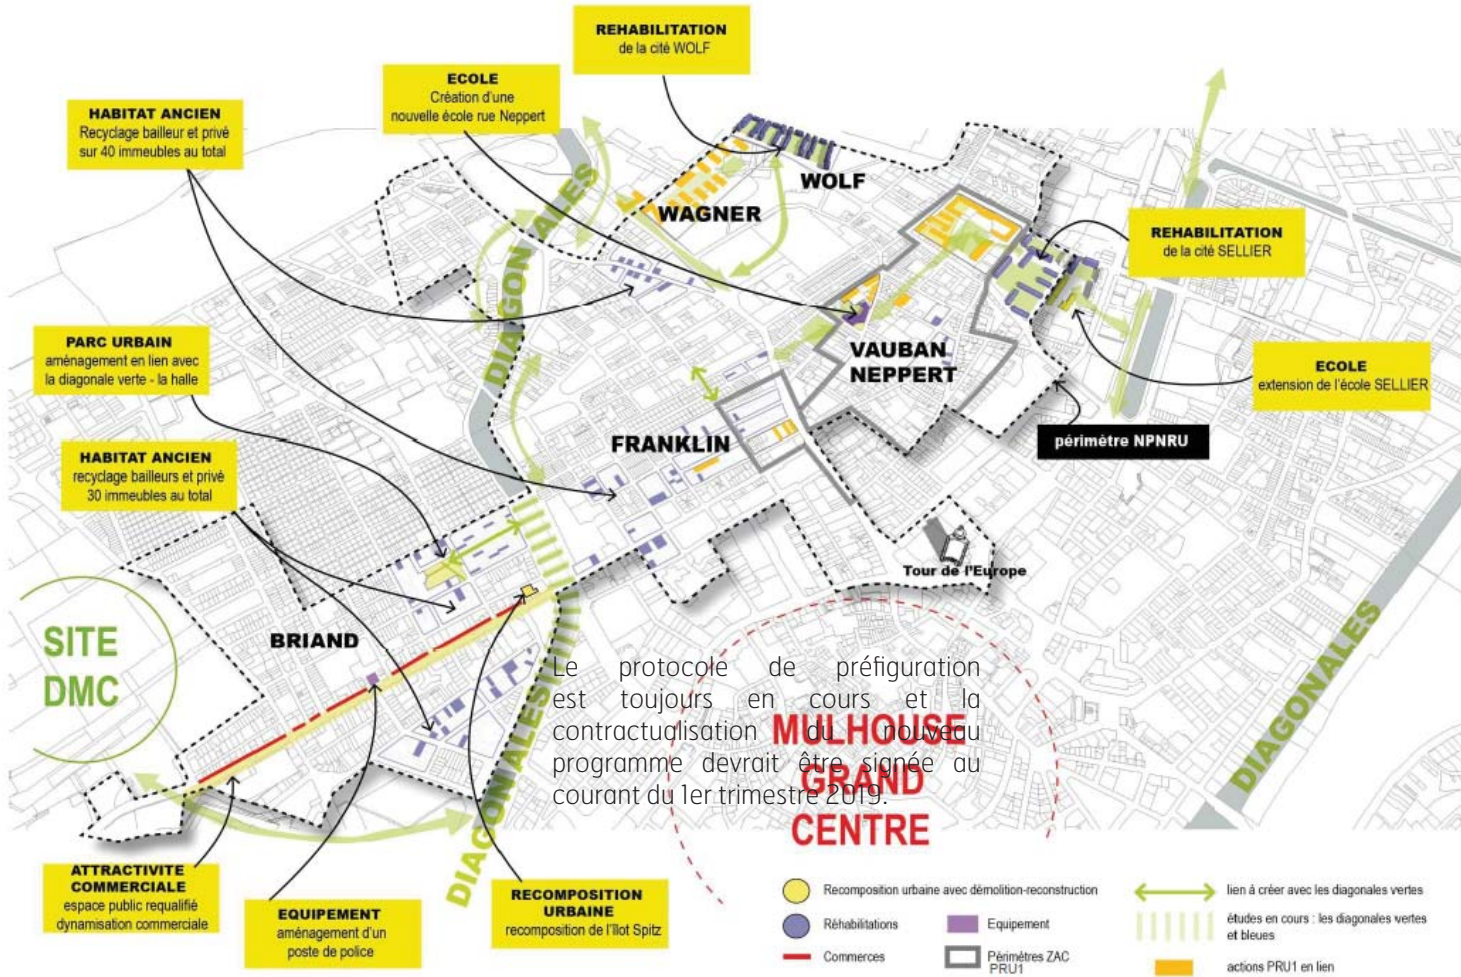 REHABILITATION
de la cité WOLF
ECOLE
Création d'une
nouvelle école rue Neppert
HABITAT ANCIEN
Recyclage bailleur et privé
sur 40 immeubles au total
WOLF
WAGNER
DIAGONALES
REHABILITATION
de la cité SELLIER
PARC URBAIN
aménagement en lien avec
la diagonale verte - la halle
VAUBAN
NEPPERT
ECOLE
extension de l'école SELLIER
périmètre NPNRU
FRANKLIN
HABITAT ANCIEN
recyclage bailleurs et privé
30 immeubles au total
Tour de l'Europe
BRIAND
SITE
DMC
DIAGONALES
DIAGONALES
Le protocole de préfiguration
est toujours en cours et la
contractualisation du nouveau
programme devrait être signée au
courant du 1er trimestre 2019.
MULHOUSE
GRAND
CENTRE
ATTRACTIVITE
COMMERCIALE
espace public requalifié
dynamisation commerciale
EQUIPEMENT
aménagement d'un
poste de police
RECOMPOSITION
URBAINE
recomposition de l'îlot Spitz
Recomposition urbaine avec démolition-reconstruction
Réhabilitations
Commerces
Equipement
Périmètres ZAC
PRU1
lien à créer avec les diagonales vertes
études en cours : les diagonales vertes
et bleues
actions PRU1 en lien